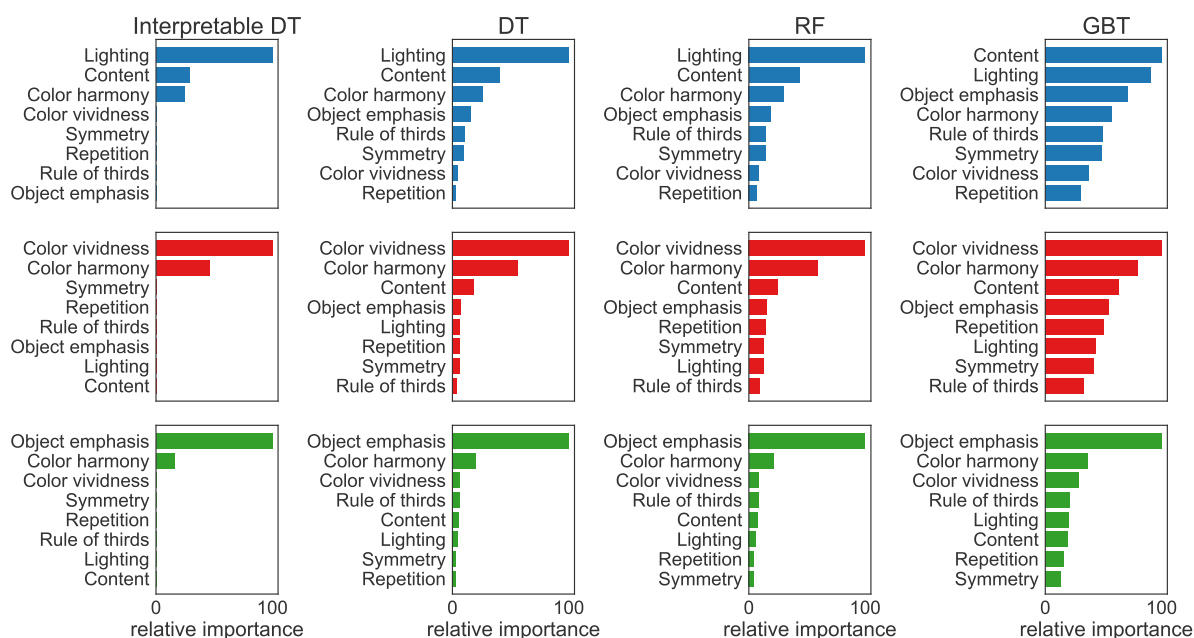 Interpretable DT
DT
RF
GBT
Lighting
Content
Color harmony
Color vividness
Symmetry
Repetition
Rule of thirds
Object emphasis
Lighting
Content
Color harmony
Object emphasis
Rule of thirds
Symmetry
Color vividness
Repetition
Lighting
Content
Color harmony
Object emphasis
Rule of thirds
Symmetry
Color vividness
Repetition
Content
Lighting
Object emphasis
Color harmony
Rule of thirds
Symmetry
Color vividness
Repetition
Color vividness
Color harmony
Symmetry
Repetition
Rule of thirds
Object emphasis
Lighting
Content
Color vividness
Color harmony
Content
Object emphasis
Lighting
Repetition
Symmetry
Rule of thirds
Color vividness
Color harmony
Content
Object emphasis
Repetition
Symmetry
Lighting
Rule of thirds
Color vividness
Color harmony
Content
Object emphasis
Repetition
Lighting
Symmetry
Rule of thirds
Object emphasis
Color harmony
Color vividness
Symmetry
Repetition
Rule of thirds
Lighting
Content
0 100
relative importance
Object emphasis
Color harmony
Color vividness
Rule of thirds
Content
Lighting
Symmetry
Repetition
0 100
relative importance
Object emphasis
Color harmony
Color vividness
Rule of thirds
Content
Lighting
Repetition
Symmetry
0 100
relative importance
Object emphasis
Color harmony
Color vividness
Rule of thirds
Lighting
Content
Repetition
Symmetry
0 100
relative importance